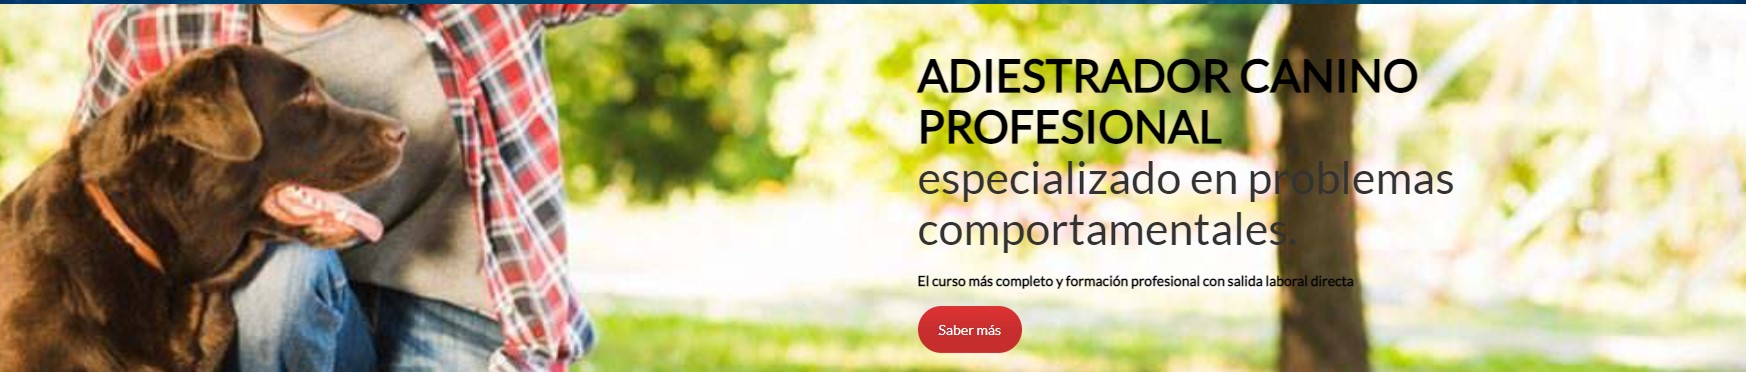 ADIESTRADOR CANINO
PROFESIONAL
especializado en problemas
comportamentales.
El curso más completo y formación profesional con salida laboral directa
Saber más